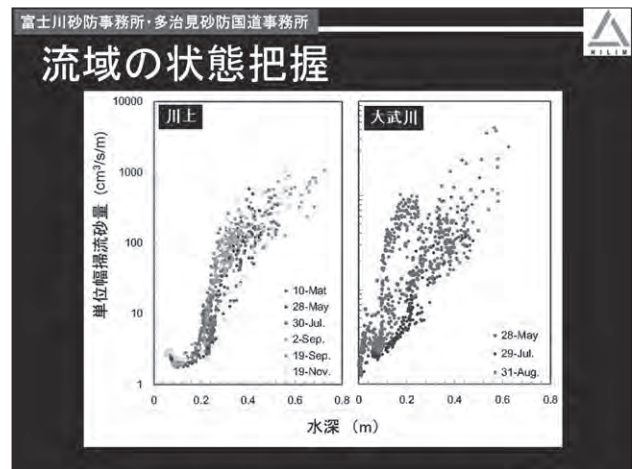 富士川砂防事務所・多治見砂防国道事務所
NILIM
流域の状態把握
単位幅掃流砂量 (cm³/s/m)
10000
1000
100
10
1
川上
10-Mat
28-May
30-Jul.
2-Sep.
19-Sep.
19-Nov.
0
0.2
0.4
0.6
0.8
大武川
28-May
29-Jul.
31-Aug.
0
0.2
0.4
0.6
0.8
水深 (m)